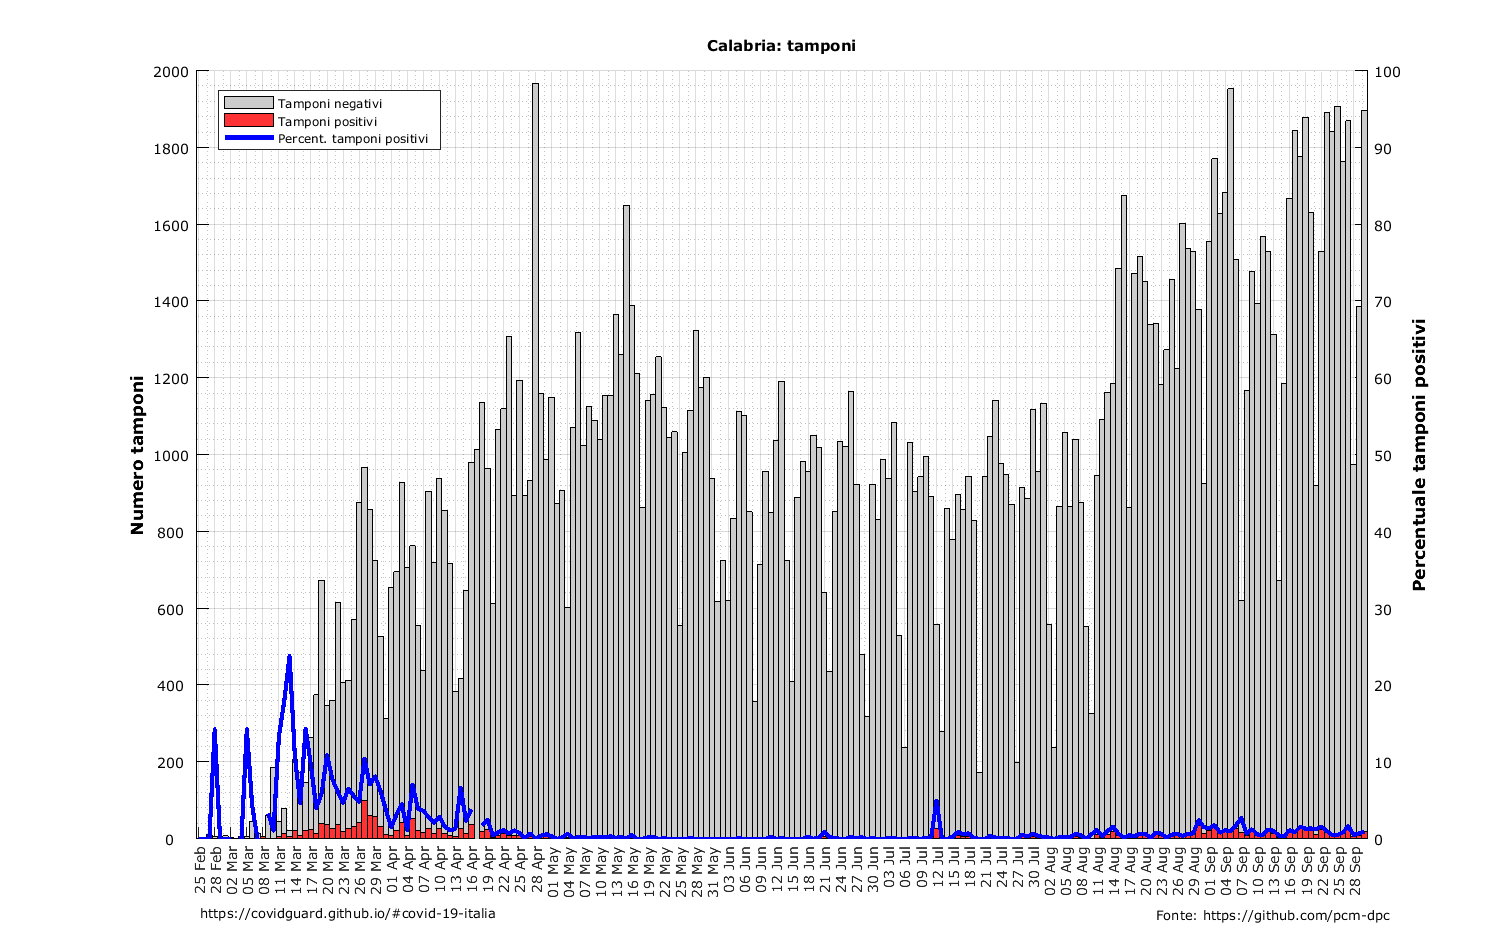 Calabria: tamponi
Tamponi negativi
Tamponi positivi
Percent. tamponi positivi
Numero tamponi
2000
1800
1600
1400
1200
1000
800
600
400
200
0
Percentuale tamponi positivi
100
90
80
70
60
50
40
30
20
10
0
25 Feb
28 Feb
02 Mar
05 Mar
08 Mar
11 Mar
14 Mar
17 Mar
20 Mar
23 Mar
26 Mar
29 Mar
01 Apr
04 Apr
07 Apr
10 Apr
13 Apr
16 Apr
19 Apr
22 Apr
25 Apr
28 Apr
01 May
04 May
07 May
10 May
13 May
16 May
19 May
22 May
25 May
28 May
31 May
03 Jun
06 Jun
09 Jun
12 Jun
15 Jun
18 Jun
21 Jun
24 Jun
27 Jun
30 Jun
03 Jul
06 Jul
09 Jul
12 Jul
15 Jul
18 Jul
21 Jul
24 Jul
27 Jul
30 Jul
02 Aug
05 Aug
08 Aug
11 Aug
14 Aug
17 Aug
20 Aug
23 Aug
26 Aug
29 Aug
01 Sep
04 Sep
07 Sep
10 Sep
13 Sep
16 Sep
19 Sep
22 Sep
25 Sep
28 Sep
https://covidguard.github.io/#covid-19-italia
Fonte: https://github.com/pcm-dpc